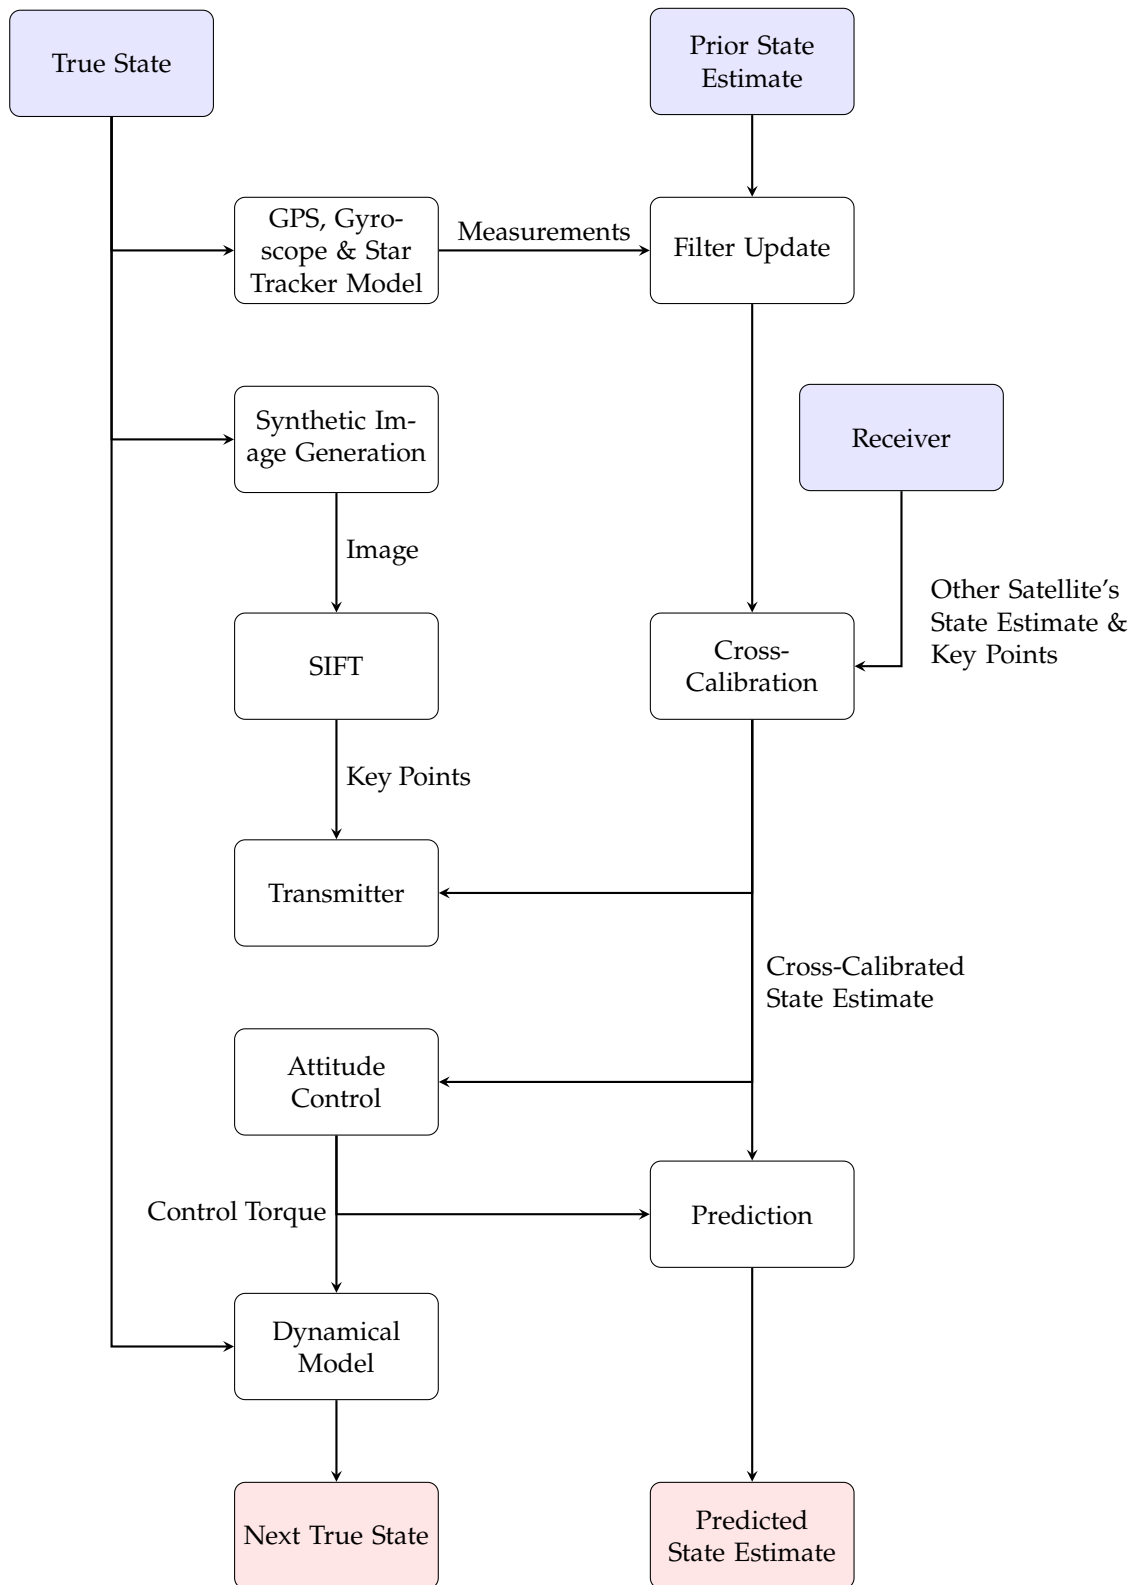 True State
Prior State
Estimate
GPS, Gyro-
scope & Star
Tracker Model
Measurements
Filter Update
Synthetic Im-
age Generation
Receiver
Image
Other Satellite's
State Estimate &
Key Points
SIFT
Cross-
Calibration
Key Points
Transmitter
Cross-Calibrated
State Estimate
Attitude
Control
Control Torque
Prediction
Dynamical
Model
Next True State
Predicted
State Estimate